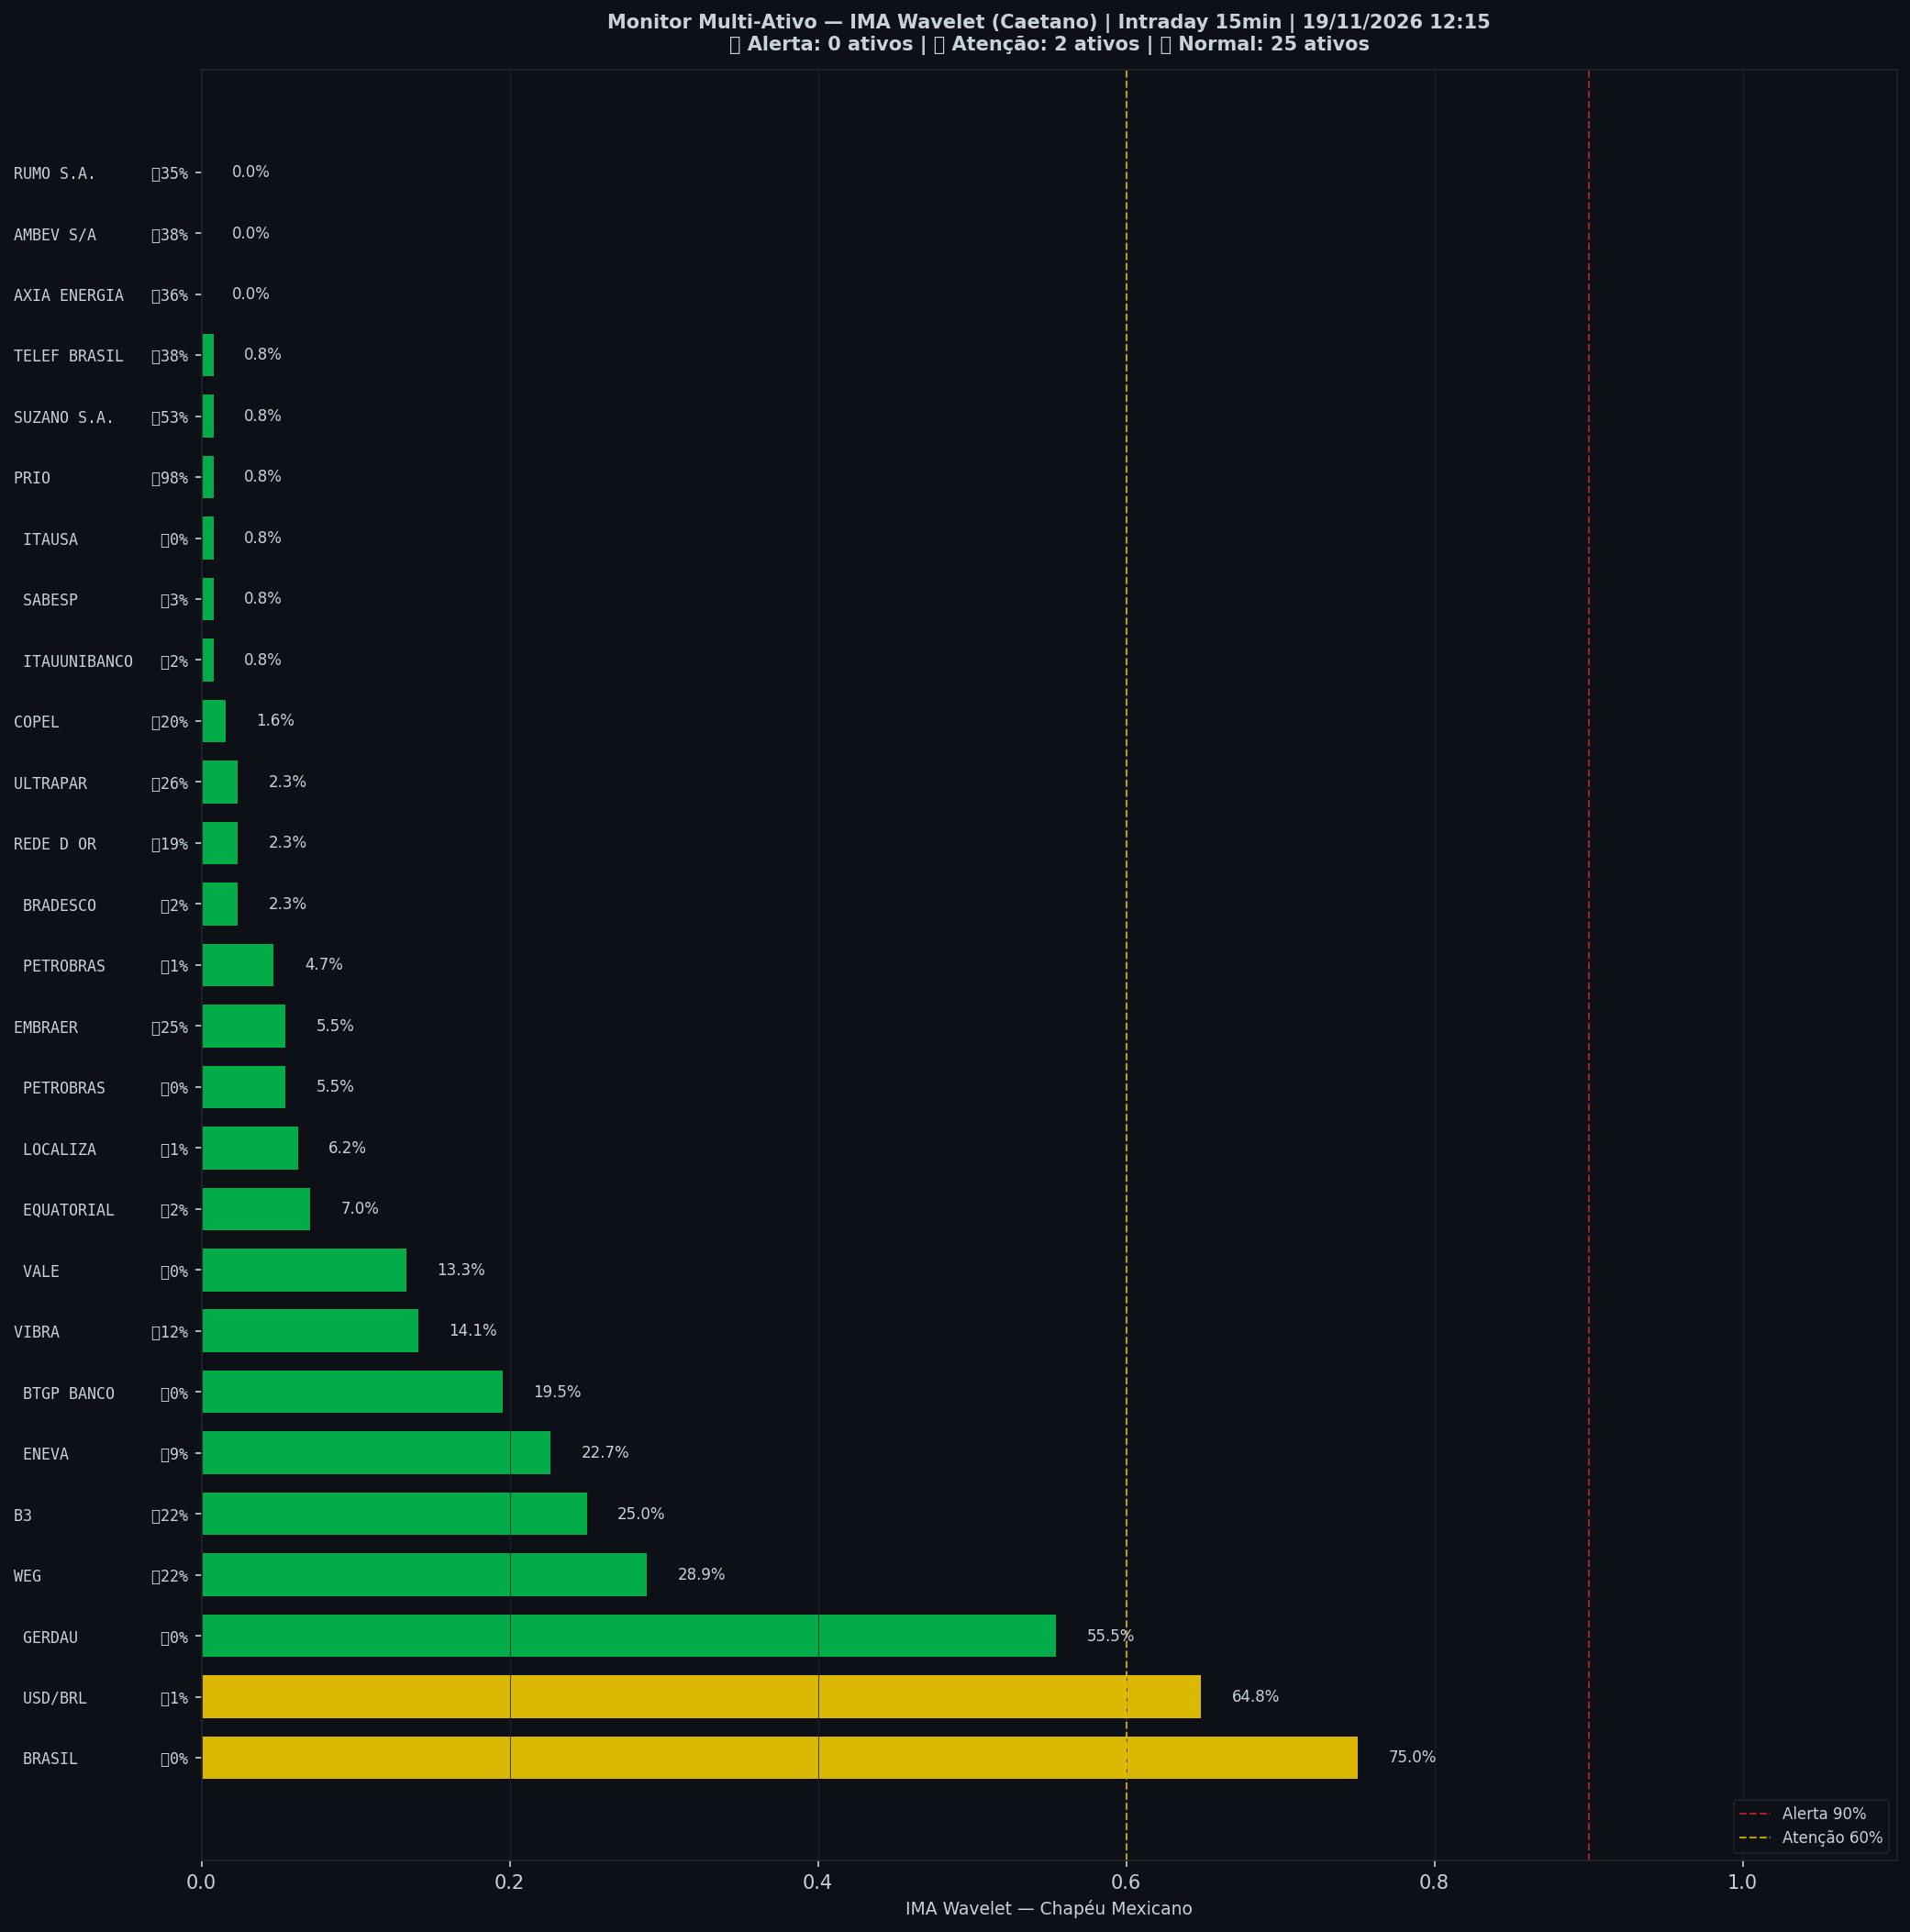 Monitor Multi-Ativo — IMA Wavelet (Caetano) | Intraday 15min | 19/11/2026 12:15
▯ Alerta: 0 ativos | ▯ Atenção: 2 ativos | ▯ Normal: 25 ativos
RUMO S.A. ▯35% 0.0%
AMBEV S/A ▯38% 0.0%
AXIA ENERGIA ▯36% 0.0%
TELEF BRASIL ▯38% 0.8%
SUZANO S.A. ▯53% 0.8%
PRIO ▯98% 0.8%
ITAUSA ▯0% 0.8%
SABESP ▯3% 0.8%
ITAUUNIBANCO ▯2% 0.8%
COPEL ▯20% 1.6%
ULTRAPAR ▯26% 2.3%
REDE D OR ▯19% 2.3%
BRADESCO ▯2% 2.3%
PETROBRAS ▯1% 4.7%
EMBRAER ▯25% 5.5%
PETROBRAS ▯0% 5.5%
LOCALIZA ▯1% 6.2%
EQUATORIAL ▯2% 7.0%
VALE ▯0% 13.3%
VIBRA ▯12% 14.1%
BTGP BANCO ▯0% 19.5%
ENEVA ▯9% 22.7%
B3 ▯22% 25.0%
WEG ▯22% 28.9%
GERDAU ▯0% 55.5%
USD/BRL ▯1% 64.8%
BRASIL ▯0% 75.0%
Alerta 90%
Atenção 60%
0.0 0.2 0.4 0.6 0.8 1.0
IMA Wavelet — Chapéu Mexicano